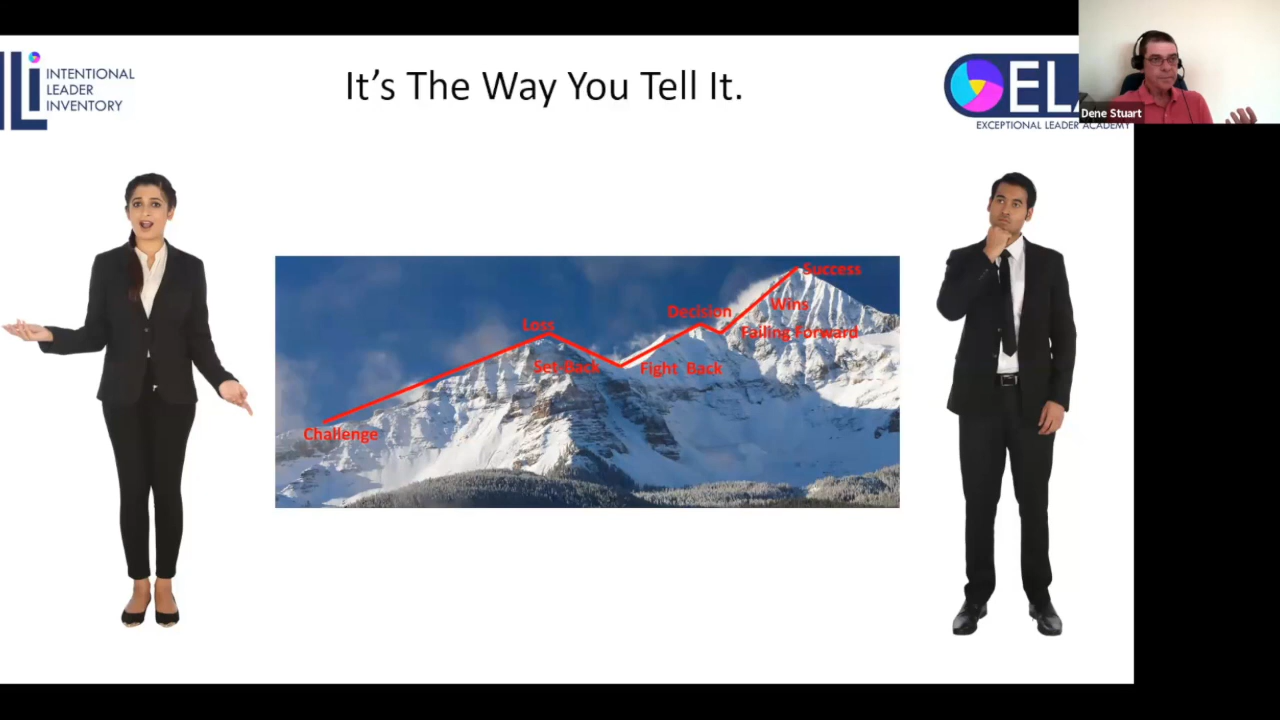 INTENTIONAL
LEADER
INVENTORY
It's The Way You Tell It.
EXCEPTIONAL LEADER ACADEMY
Dene Stuart
Success
Wins
Decision
Failing Forward
Loss
Set-Back
Fight Back
Challenge